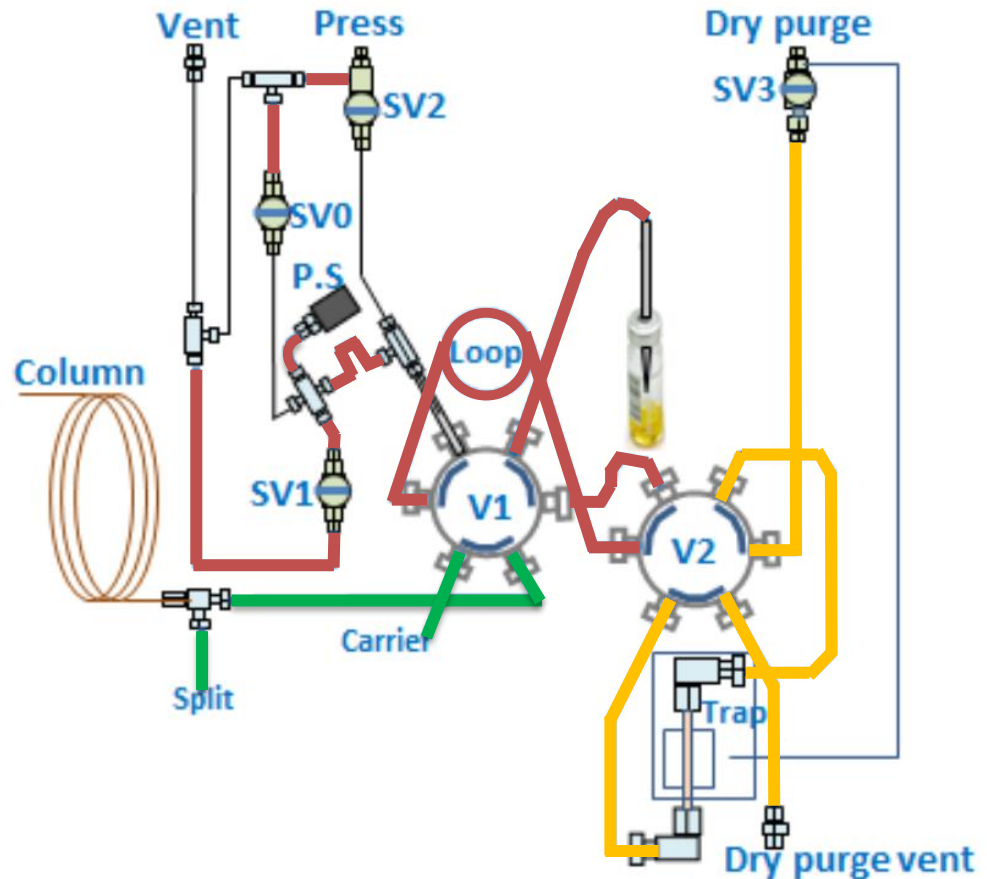 Vent
Press
Dry purge
SV2
SV3
SV0
P.S
Loop
Column
SV1
V1
V2
Carrier
Split
Trap
Dry purge vent